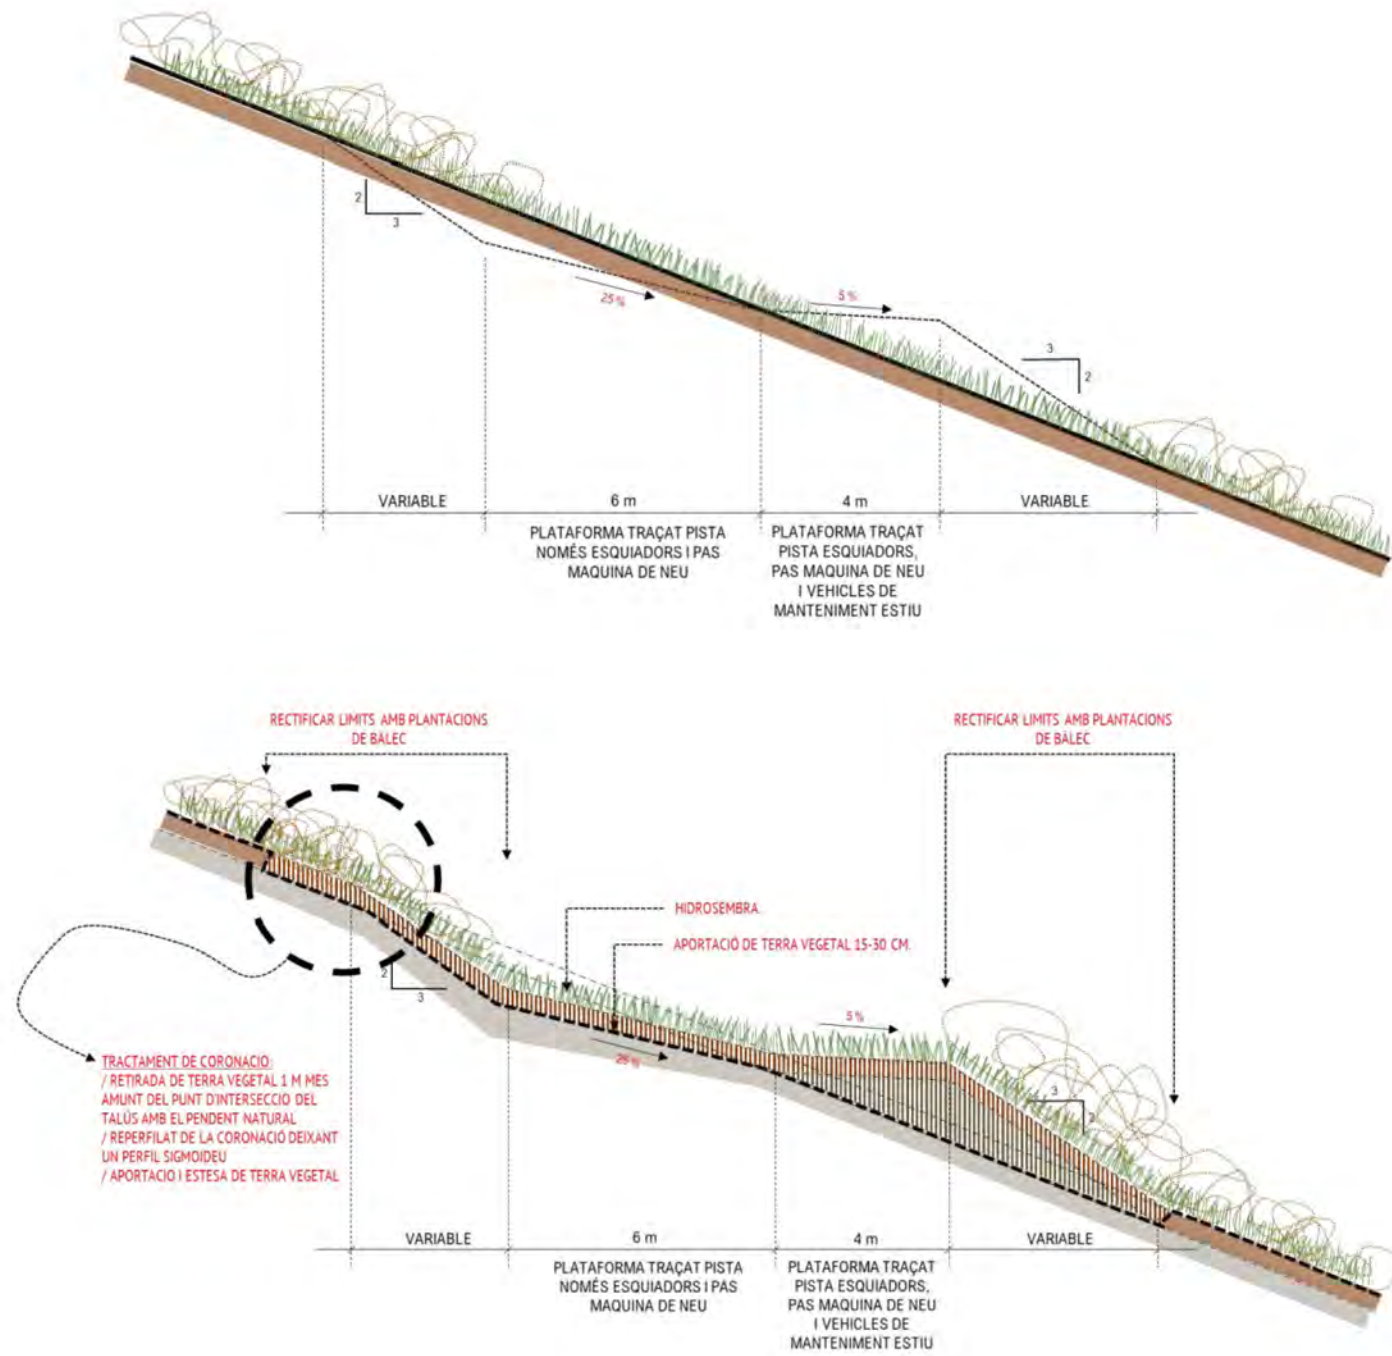 2
3
25 %
5 %
3
2
VARIABLE
6 m
4 m
VARIABLE
PLATAFORMA TRAÇAT PISTA
NOMÉS ESQUIADORS I PAS
MAQUINA DE NEU
PLATAFORMA TRAÇAT
PISTA ESQUIADORS,
PAS MAQUINA DE NEU
I VEHICLES DE
MANTENIMENT ESTIU
RECTIFICAR LIMITS AMB PLANTACIONS
DE BÀLEC
RECTIFICAR LIMITS AMB PLANTACIONS
DE BÀLEC
HIDROSEMBRA
APORTACIÓ DE TERRA VEGETAL 15-30 CM.
2
3
5 %
25 %
3
2
TRACTAMENT DE CORONACIO:
/ RETIRADA DE TERRA VEGETAL 1 M MES
AMUNT DEL PUNT D'INTERSECCIO DEL
TALÚS AMB EL PENDENT NATURAL
/ REPERFILAT DE LA CORONACIÓ DEIXANT
UN PERFIL SIGMOIDEU
/ APORTACIO I ESTESA DE TERRA VEGETAL
VARIABLE
6 m
4 m
VARIABLE
PLATAFORMA TRAÇAT PISTA
NOMÉS ESQUIADORS I PAS
MAQUINA DE NEU
PLATAFORMA TRAÇAT
PISTA ESQUIADORS,
PAS MAQUINA DE NEU
I VEHICLES DE
MANTENIMENT ESTIU